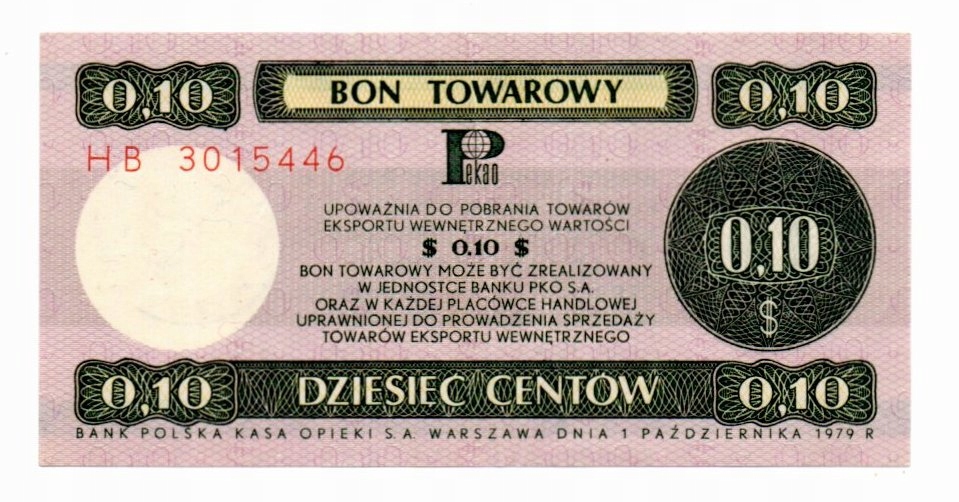 0,10 BON TOWAROWY 0,10
HB 3015446
Pekao
UPOWAŻNIA DO POBRANIA TOWARÓW
EKSPORTU WEWNĘTRZNEGO WARTOŚCI
$ 0.10 $
BON TOWAROWY MOŻE BYĆ ZREALIZOWANY
W JEDNOSTCE BANKU PKO S.A.
ORAZ W KAŻDEJ PLACÓWCE HANDLOWEJ
UPRAWNIONEJ DO PROWADZENIA SPRZEDAŻY
TOWARÓW EKSPORTU WEWNĘTRZNEGO
0,10
$
0,10 DZIESIĘĆ CENTÓW 0,10
BANK POLSKA KASA OPIEKI S.A. WARSZAWA DNIA 1 PAŹDZIERNIKA 1979 R